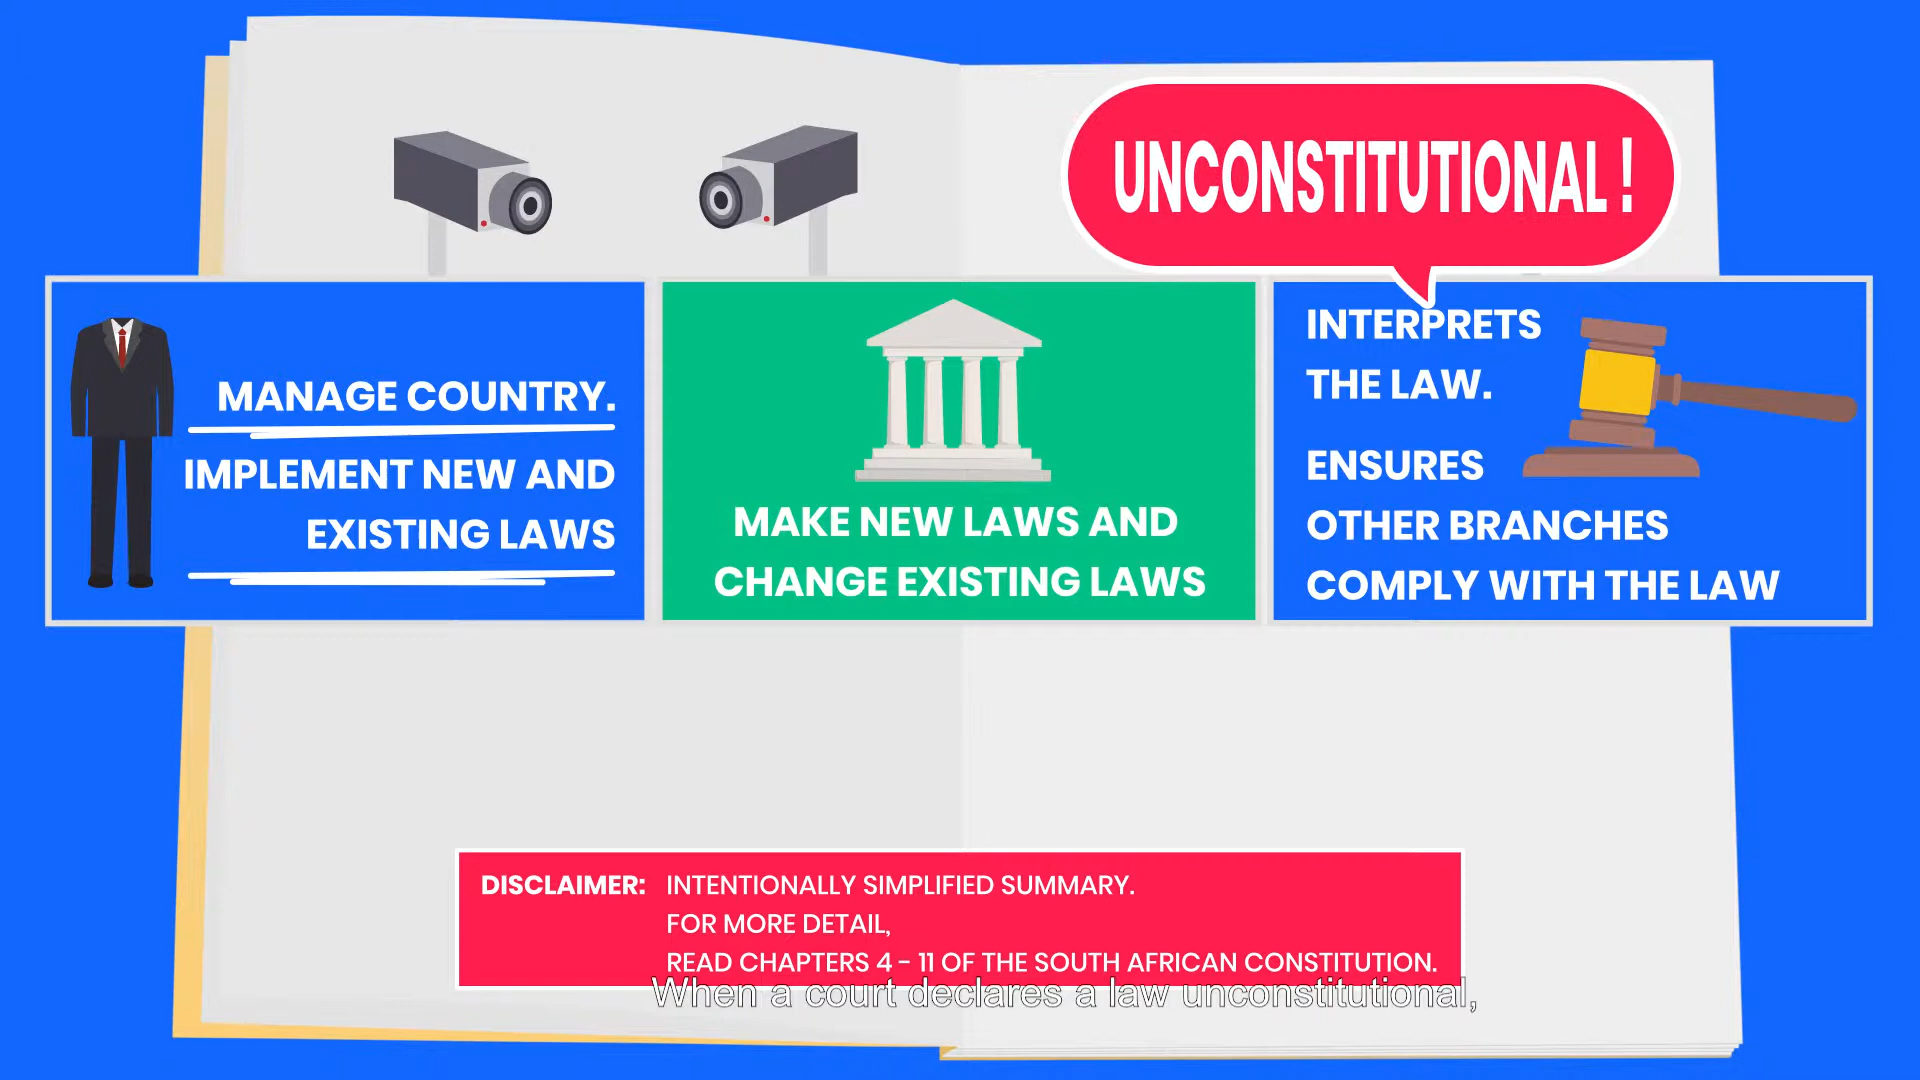 UNCONSTITUTIONAL !
MANAGE COUNTRY.
IMPLEMENT NEW AND
EXISTING LAWS
MAKE NEW LAWS AND
CHANGE EXISTING LAWS
INTERPRETS
THE LAW.
ENSURES
OTHER BRANCHES
COMPLY WITH THE LAW
DISCLAIMER: INTENTIONALLY SIMPLIFIED SUMMARY.
FOR MORE DETAIL,
READ CHAPTERS 4 - 11 OF THE SOUTH AFRICAN CONSTITUTION.
When a court declares a law unconstitutional,